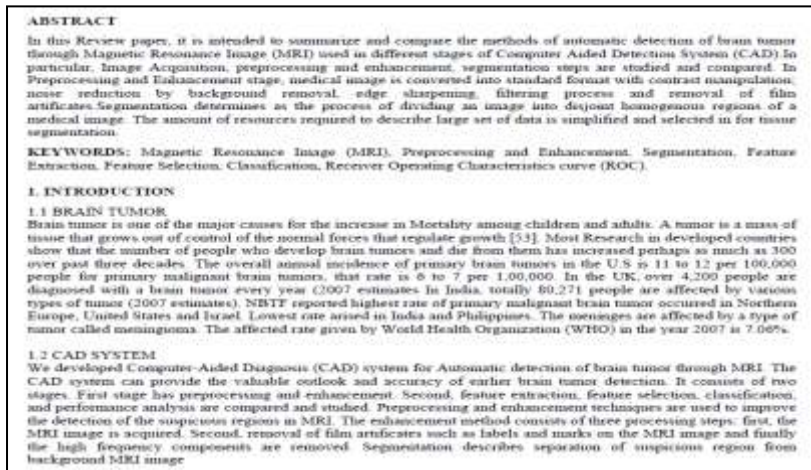 ABSTRACT
In this Review paper, it is intended to summarize and compare the methods of automatic detection of brain tumor
through Magnetic Resonance Image (MRI) used in different stages of Computer Aided Detection System (CAD).In
particular, Image Acquisition, preprocessing and enhancement, segmentation steps are studied and compared. In
Preprocessing and Enhancement stage, medical image is converted into standard format with contrast manipulation,
noise reduction by background removal, edge sharpening, filtering process and removal of film
artificates.Segmentation determines as the process of dividing an image into disjoint homogenous regions of a
medical image. The amount of resources required to describe large set of data is simplified and selected in for tissue
segmentation.
KEYWORDS: Magnetic Resonance Image (MRI), Preprocessing and Enhancement, Segmentation, Feature
Extraction, Feature Selection, Classification, Receiver Operating Characteristics curve (ROC).
1. INTRODUCTION
1.1 BRAIN TUMOR
Brain tumor is one of the major causes for the increase in Mortality among children and adults. A tumor is a mass of
tissue that grows out of control of the normal forces that regulate growth [53]. Most Research in developed countries
show that the number of people who develop brain tumors and die from them has increased perhaps as much as 300
over past three decades. The overall annual incidence of primary brain tumors in the U.S is 11 to 12 per 100,000
people for primary malignant brain tumors, that rate is 6 to 7 per 1,00,000. In the UK, over 4,200 people are
diagnosed with a brain tumor every year (2007 estimates In India, totally 80,271 people are affected by various
types of tumor (2007 estimates). NBTF reported highest rate of primary malignant brain tumor occurred in Northern
Europe, United States and Israel. Lowest rate arised in India and Philippines. The meninges are affected by a type of
tumor called meningioma. The affected rate given by World Health Organization (WHO) in the year 2007 is 7.06%.
1.2 CAD SYSTEM
We developed Computer-Aided Diagnosis (CAD) system for Automatic detection of brain tumor through MRI. The
CAD system can provide the valuable outlook and accuracy of earlier brain tumor detection. It consists of two
stages. First stage has preprocessing and enhancement. Second, feature extraction, feature selection, classification,
and performance analysis are compared and studied. Preprocessing and enhancement techniques are used to improve
the detection of the suspicious regions in MRI. The enhancement method consists of three processing steps: first, the
MRI image is acquired. Second, removal of film artificates such as labels and marks on the MRI image and finally
the high frequency components are removed. Segmentation describes separation of suspicious region from
background MRI image